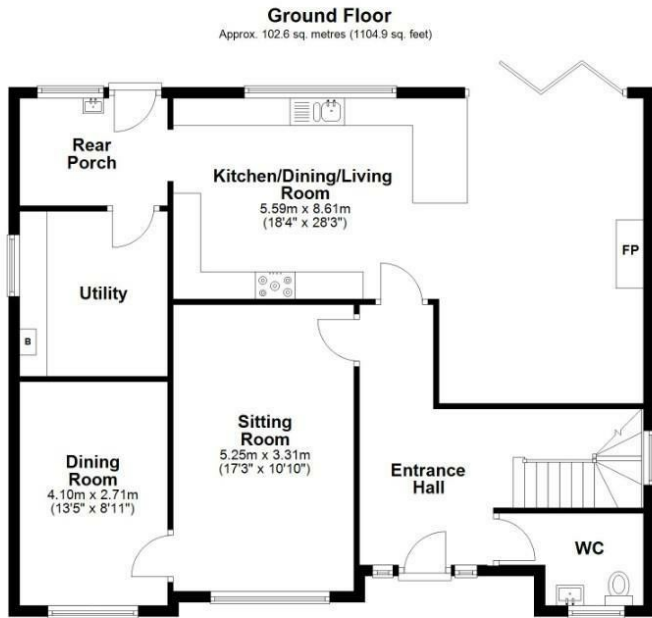 Ground Floor
Approx. 102.6 sq. metres (1104.9 sq. feet)
Rear
Porch
Kitchen/Dining/Living
Room
5.59m x 8.61m
(18'4" x 28'3")
FP
Utility
B
Sitting
Room
5.25m x 3.31m
(17'3" x 10'10")
Dining
Room
4.10m x 2.71m
(13'5" x 8'11")
Entrance
Hall
WC